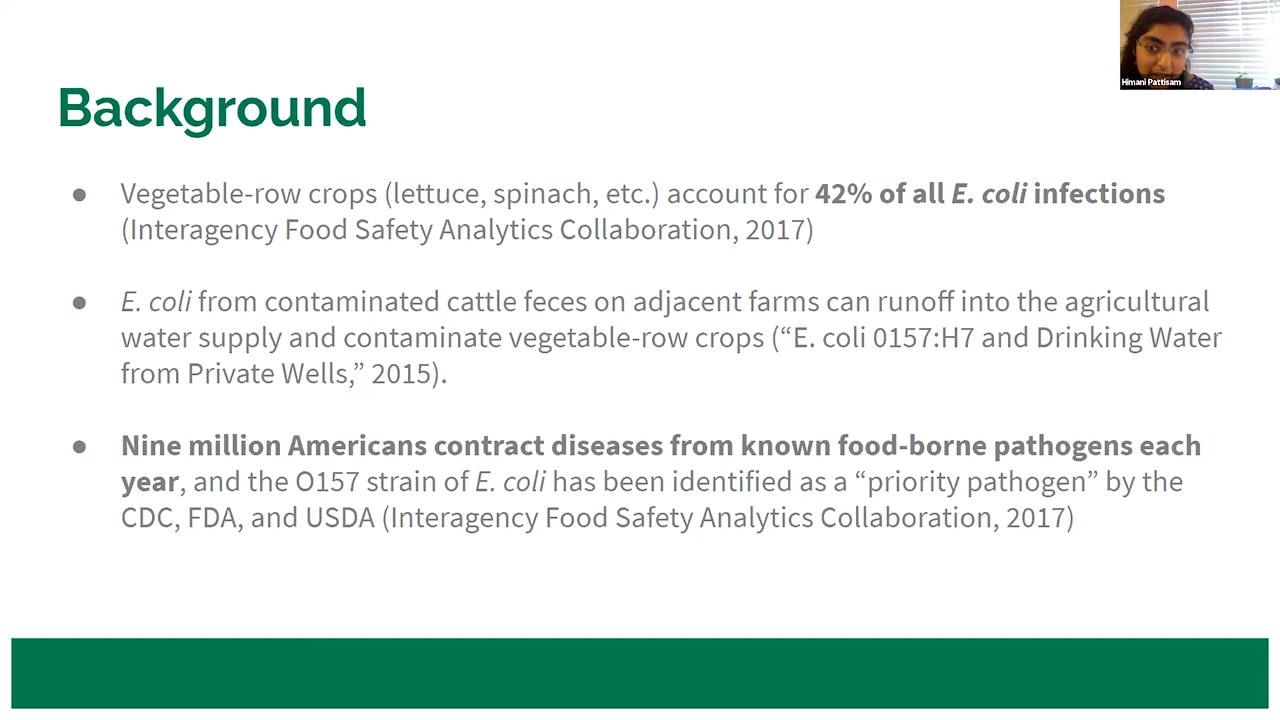 Background
● Vegetable-row crops (lettuce, spinach, etc.) account for 42% of all E. coli infections
(Interagency Food Safety Analytics Collaboration, 2017)
● E. coli from contaminated cattle feces on adjacent farms can runoff into the agricultural
water supply and contaminate vegetable-row crops (“E. coli 0157:H7 and Drinking Water
from Private Wells,” 2015).
● Nine million Americans contract diseases from known food-borne pathogens each
year, and the O157 strain of E. coli has been identified as a “priority pathogen” by the
CDC, FDA, and USDA (Interagency Food Safety Analytics Collaboration, 2017)
Himani Pattisam